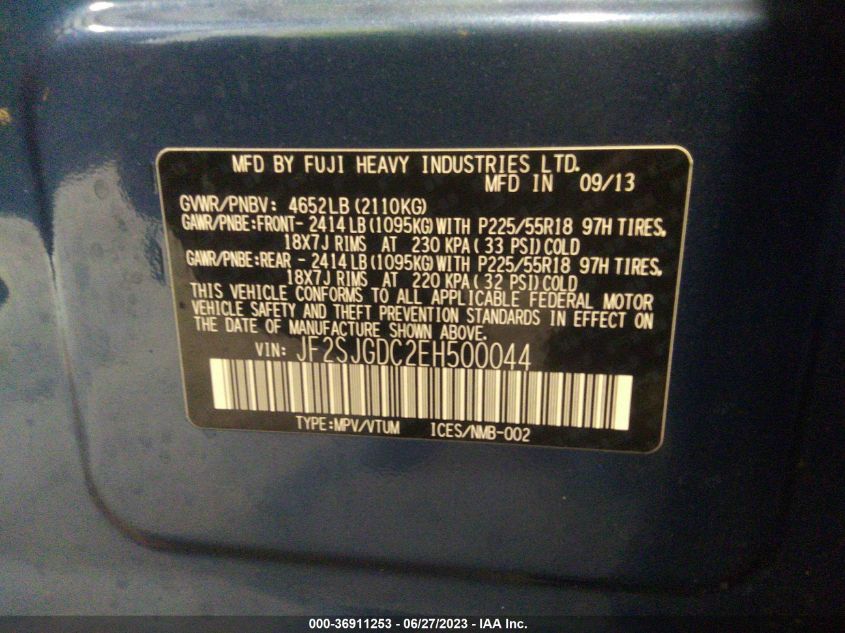 MFD BY FUJI HEAVY INDUSTRIES LTD.
MFD IN 09/13
GVWR/PNBV: 4652LB (2110KG)
GAWR/PNBE:FRONT- 2414 LB (1095KG) WITH P225/55R18 97H TIRES,
18X7J RIMS AT 230 KPA ( 33 PSI) COLD
GAWR/PNBE:REAR - 2414 LB (1095KG) WITH P225/55R18 97H TIRES,
18X7J RIMS AT 220 KPA ( 32 PSI) COLD
THIS VEHICLE CONFORMS TO ALL APPLICABLE FEDERAL MOTOR
VEHICLE SAFETY AND THEFT PREVENTION STANDARDS IN EFFECT ON
THE DATE OF MANUFACTURE SHOWN ABOVE.
VIN: JF2SJGDC2EH500044
TYPE:MPV/VTUM ICES/NMB-002
000-36911253 - 06/27/2023 - IAA Inc.